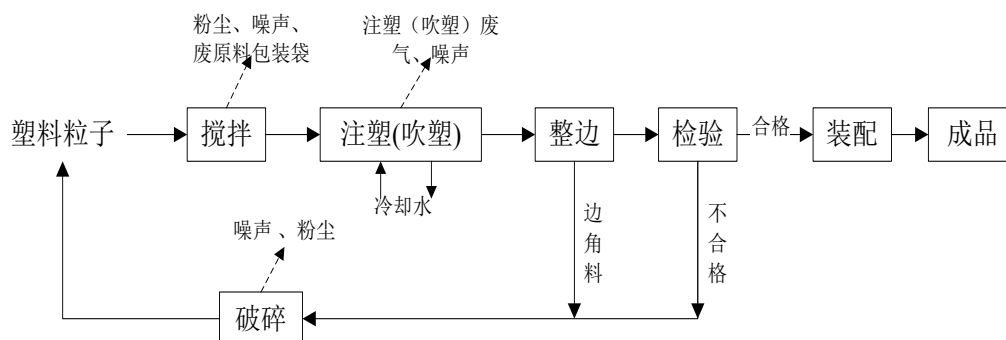 粉尘、噪声、
废原料包装袋
注塑（吹塑）废
气、噪声
塑料粒子
搅拌
注塑(吹塑)
整边
检验
合格
装配
成品
冷却水
边角料
不合格
噪声 、粉尘
破碎